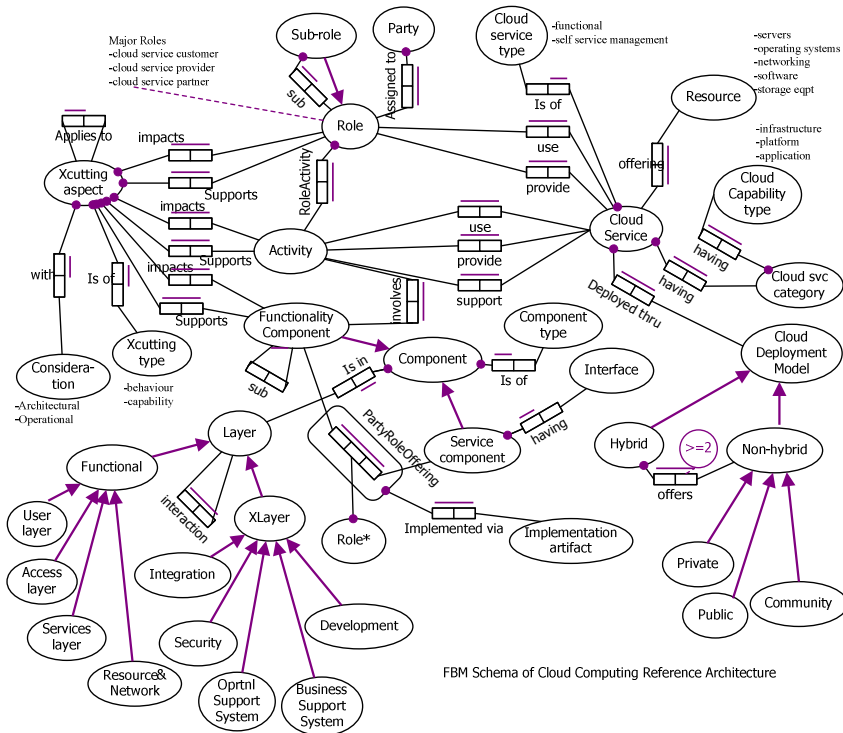 Major Roles
-cloud service customer
-cloud service provider
-cloud service partner
Sub-role
Party
Cloud
service
type
-functional
-self service management
-servers
-operating systems
-networking
-software
-storage eqpt
sub
Assigned to
Is of
Resource
Applies to
impacts
Role
use
offering
-infrastructure
-platform
-application
Xcutting
aspect
Supports
RoleActivity
provide
Cloud
Capability
type
impacts
Activity
use
Cloud
Service
having
with
Is of
impacts
Supports
provide
having
Cloud svc
category
Supports
involves
support
Deployed thru
Functionality
Component
Component
type
Xcutting
type
Considera-
tion
-behaviour
-capability
-Architectural
-Operational
sub
Is in
Component
Is of
Interface
Cloud
Deployment
Model
Layer
PartyRoleOffering
having
Service
component
Hybrid
>=2
Non-hybrid
Functional
offers
User
layer
interaction
XLayer
Role*
Implemented via
Implementation
artifact
Access
layer
Integration
Private
Services
layer
Security
Development
Public
Community
Resource&
Network
Oprtnl
Support
System
Business
Support
System
FBM Schema of Cloud Computing Reference Architecture